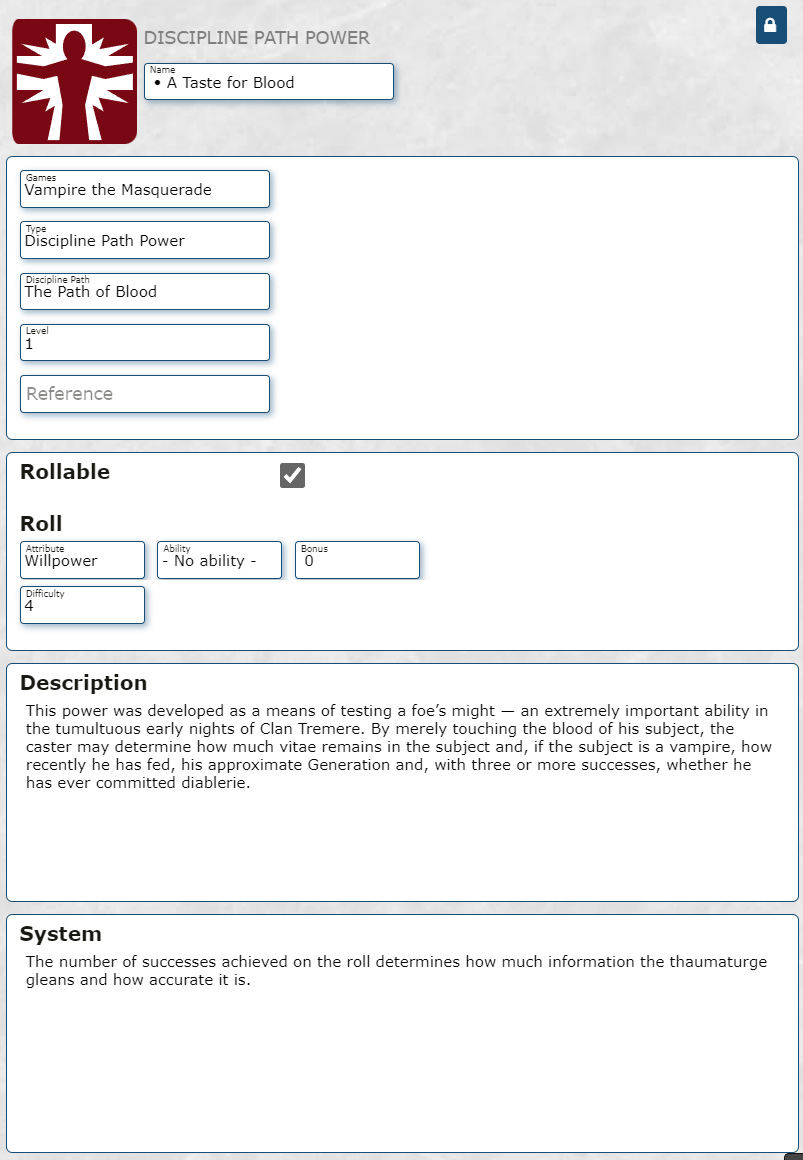 DISCIPLINE PATH POWER
Name
• A Taste for Blood
Games
Vampire the Masquerade
Type
Discipline Path Power
Discipline Path
The Path of Blood
Level
1
Reference
Rollable
Roll
Attribute
Willpower
Ability
- No ability -
Bonus
0
Difficulty
4
Description
This power was developed as a means of testing a foe’s might — an extremely important ability in
the tumultuous early nights of Clan Tremere. By merely touching the blood of his subject, the
caster may determine how much vitae remains in the subject and, if the subject is a vampire, how
recently he has fed, his approximate Generation and, with three or more successes, whether he
has ever committed diablerie.
System
The number of successes achieved on the roll determines how much information the thaumaturge
gleans and how accurate it is.